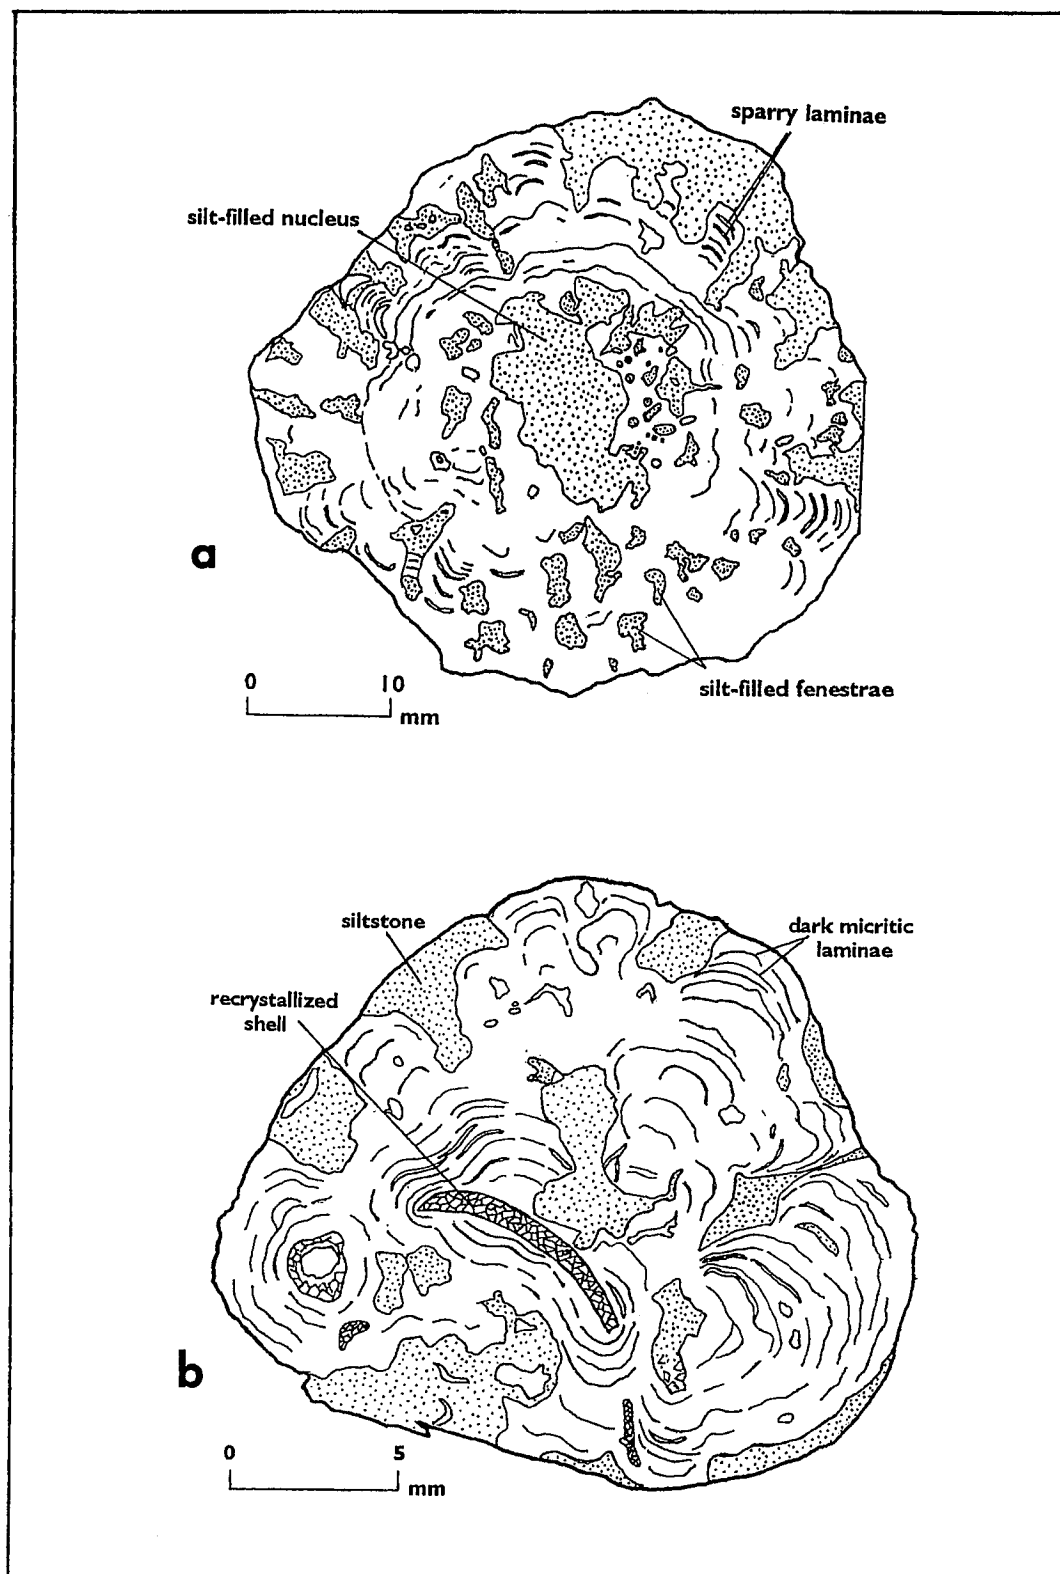 sparry laminae
silt-filled nucleus
a
0 10
mm
silt-filled fenestrae
siltstone
dark micritic
laminae
recrystallized
shell
b
0 5
mm